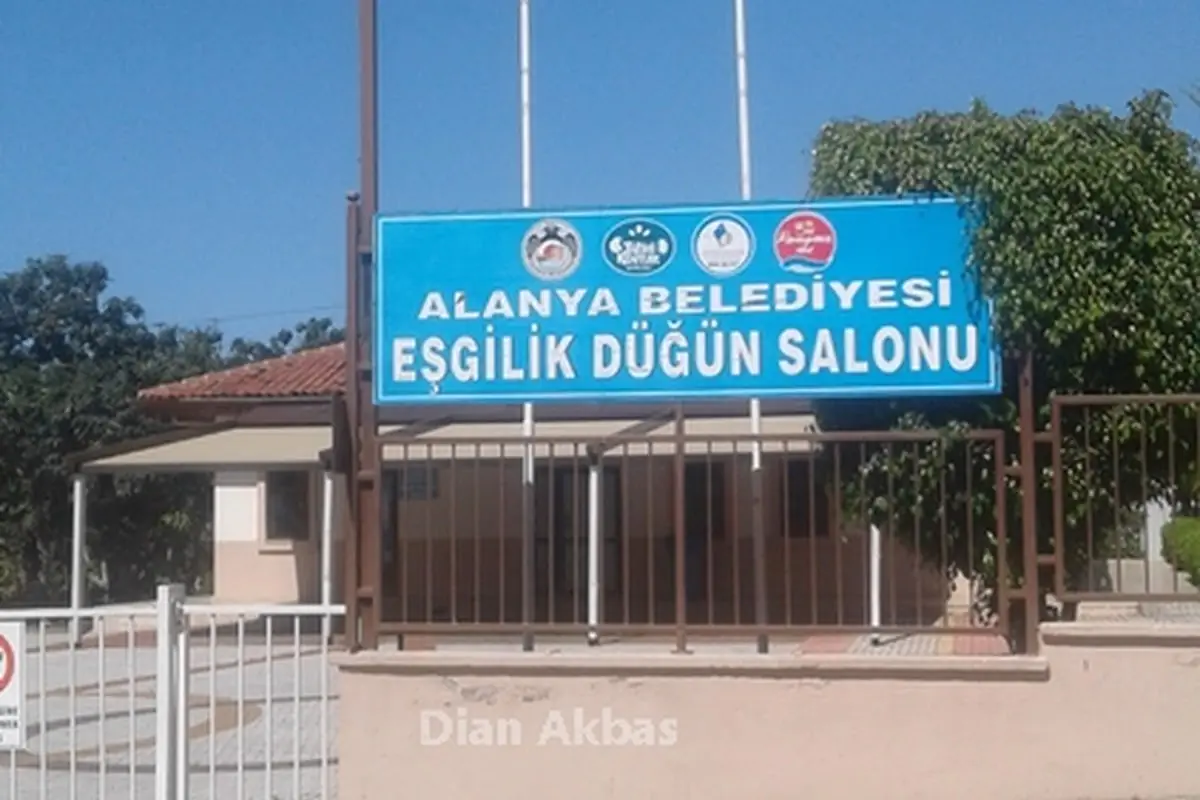 ALANYA BELEDİYESİ
EŞGİLİK DÜĞÜN SALONU
Dian Akbas